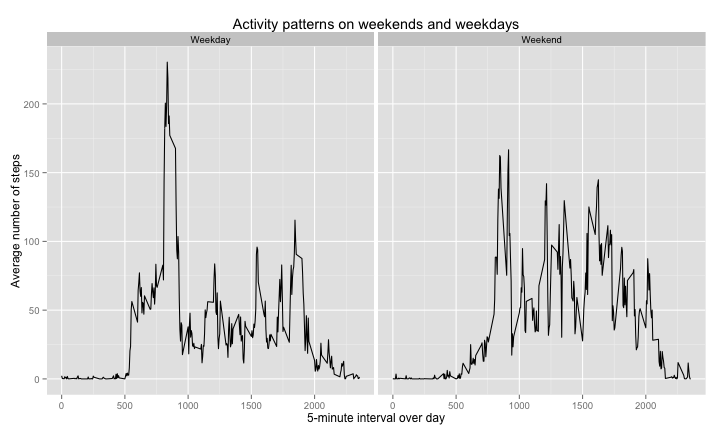 Activity patterns on weekends and weekdays
Weekday Weekend
Average number of steps
200
150
100
50
0
0 500 1000 1500 2000 0 500 1000 1500 2000
5-minute interval over day